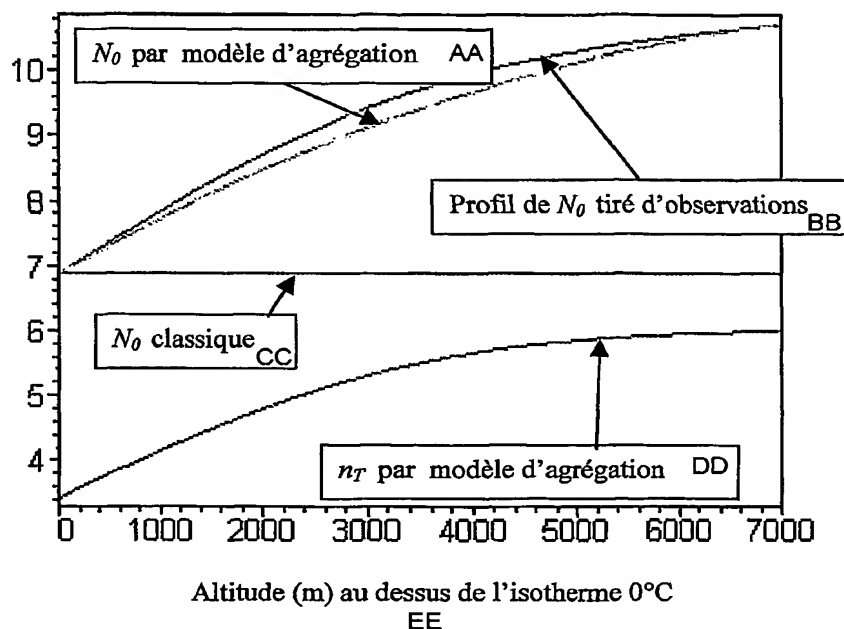 N₀ par modèle d'agrégation AA
10
9
8
Profil de N₀ tiré d'observations BB
7
6
N₀ classique CC
5
4
n_T par modèle d'agrégation DD
0 1000 2000 3000 4000 5000 6000 7000
Altitude (m) au dessus de l'isotherme 0°C
EE